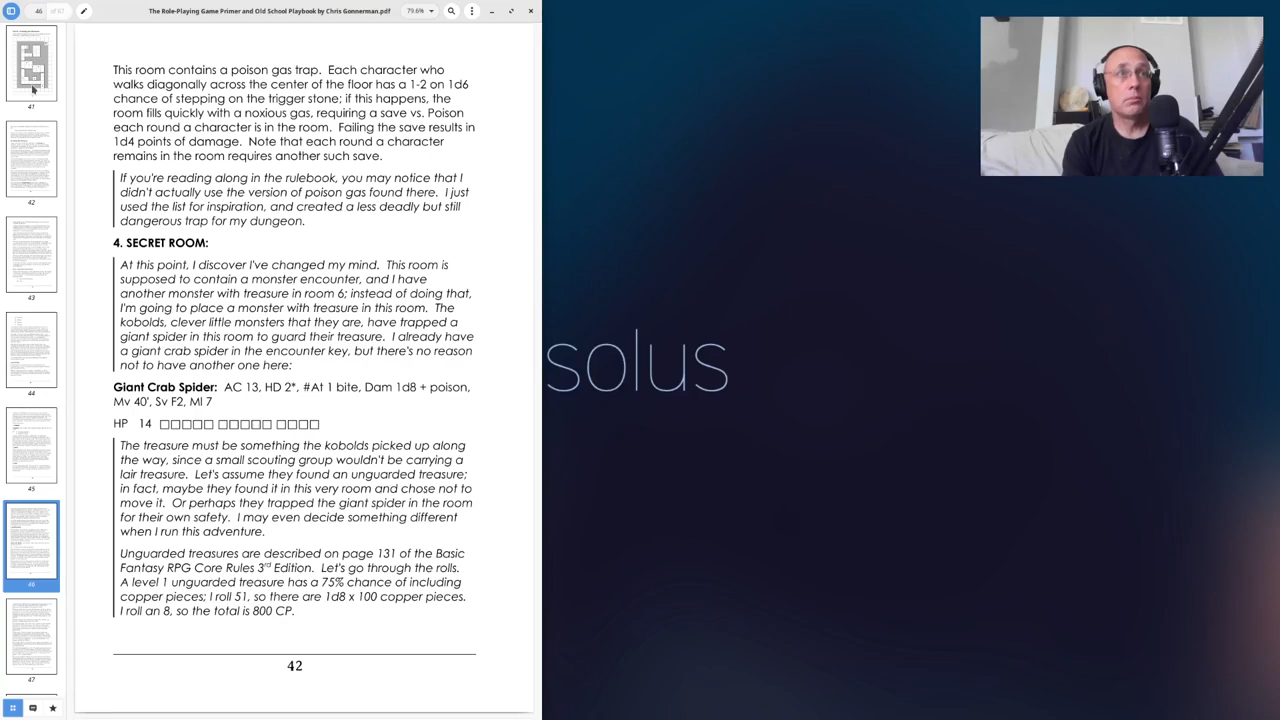 46 of 67
The Role-Playing Game Primer and Old School Playbook by Chris Gonnerman.pdf
79.6%
41
42
43
44
45
46
47
This room contains a poison gas trap. Each character who
walks diagonally across the center of the floor has a 1-2 on 1d6
chance of stepping on the trigger stone; if this happens, the
room fills quickly with a noxious gas, requiring a save vs. Poison
each round a character is in the room. Failing the save results in
1d4 points of damage. Note that each round a character
remains in the room requires another such save.
If you're reading along in the rulebook, you may notice that I
didn't actually use the version of poison gas found there. I just
used the list for inspiration, and created a less deadly but still
dangerous trap for my dungeon.
8. SECRET ROOM
At this point I discover I've changed my mind. This room is
supposed to contain a monster encounter, and I have
another monster with treasure in room 6; instead of doing that,
I'm going to place a monster with treasure in this room. The
kobolds, clever little monsters that they are, have trapped a
giant spider in this room to defend their treasure. I already have
a giant crab spider in the encounter key, but there's no reason
not to have another one here:
Giant Crab Spider: AC 13, HD 2*, #At 1 bite, Dam 1d8 + poison,
Mv 40', Sv F2, Ml 7
HP 14 □□□□□□□□□□□□□□
The treasure must be something the kobolds picked up along
the way, since a small scouting group wouldn't be carrying
lair treasure. Let's assume they found an unguarded treasure;
in fact, maybe they found it in this very room and chose not to
move it. Or perhaps they trapped the giant spider in the room
for their own safety. I may even decide something different
when I run the adventure.
Unguarded treasures are described on page 131 of the Basic
Fantasy RPG Core Rules 3rd Edition. Let's go through the rolls.
A level 1 unguarded treasure has a 75% chance of including
copper pieces; I roll 51, so there are 1d8 x 100 copper pieces.
I roll an 8, so the total is 800 CP.
42
solus